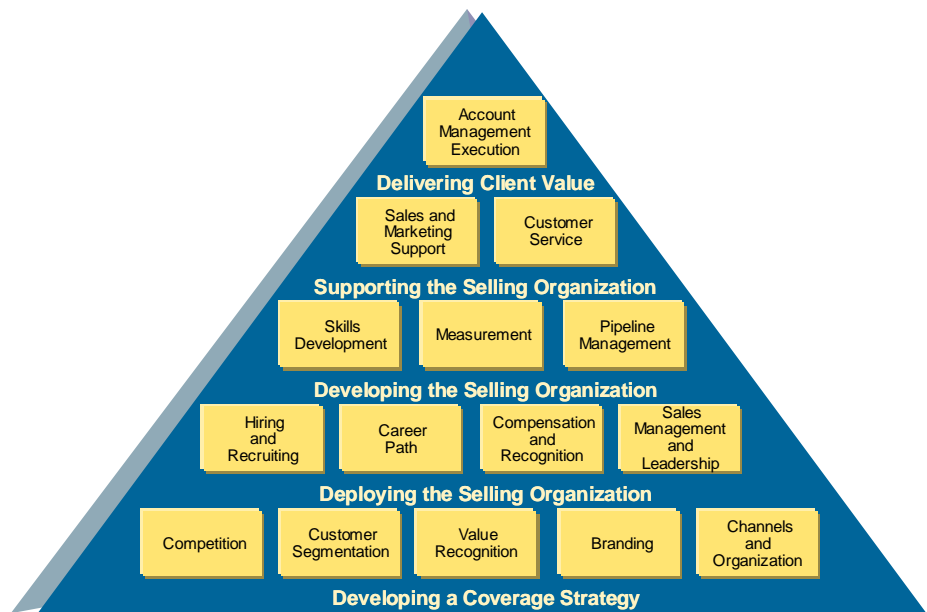 Account
Management
Execution
Delivering Client Value
Sales and
Marketing
Support
Customer
Service
Supporting the Selling Organization
Skills
Development
Measurement
Pipeline
Management
Developing the Selling Organization
Hiring
and
Recruiting
Career
Path
Compensation
and
Recognition
Sales
Management
and
Leadership
Deploying the Selling Organization
Competition
Customer
Segmentation
Value
Recognition
Branding
Channels
and
Organization
Developing a Coverage Strategy